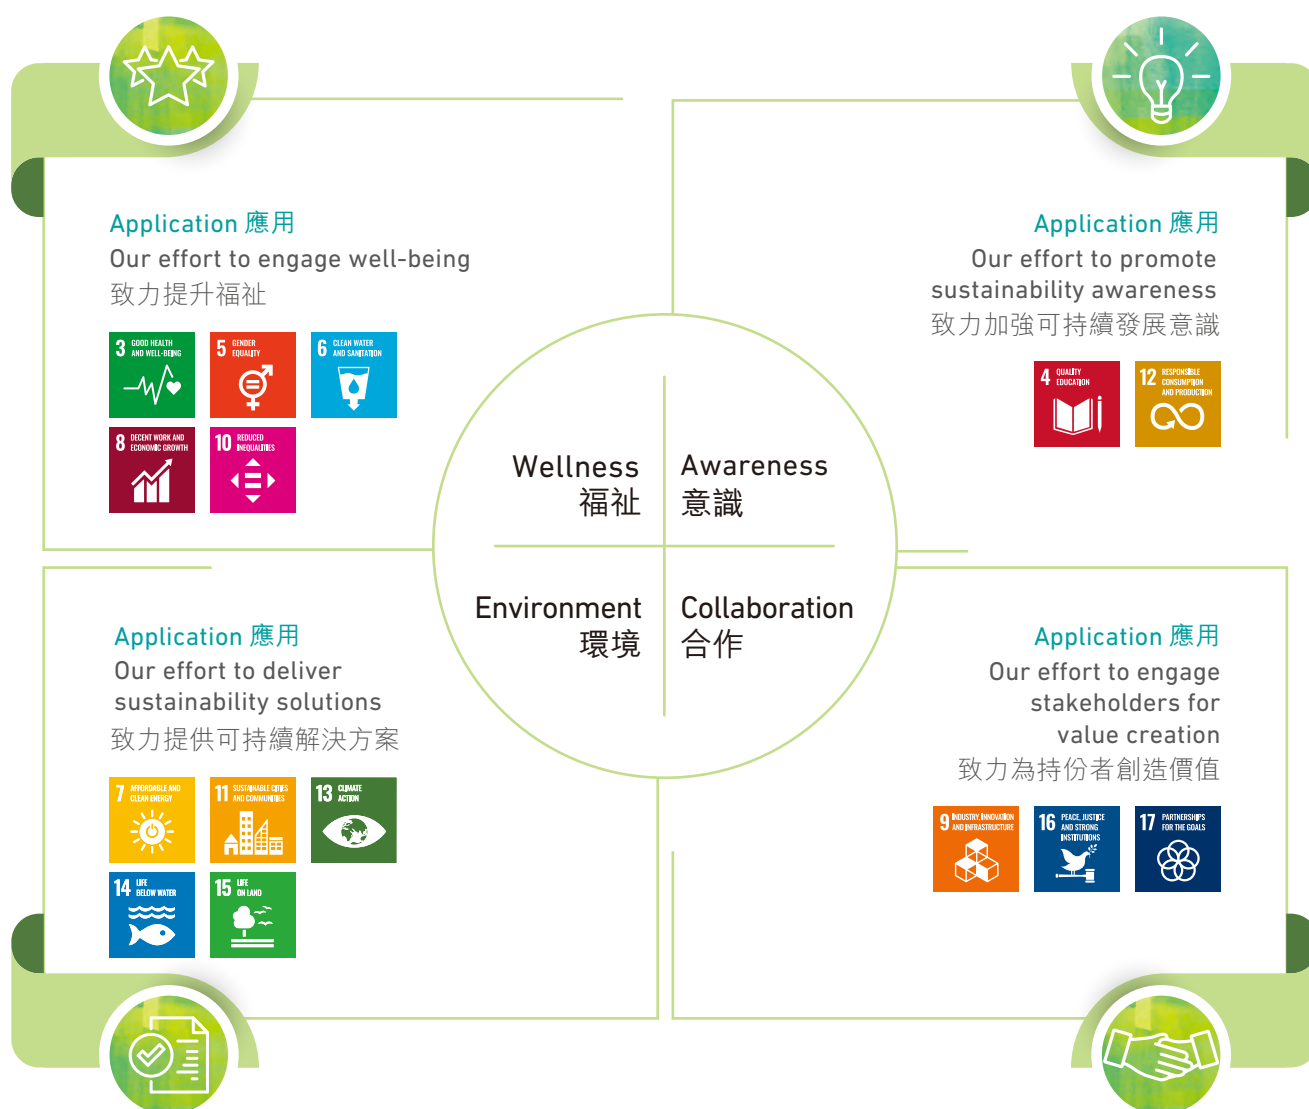 Application 應用
Our effort to engage well-being
致力提升福祉
3 GOOD HEALTH
AND WELL-BEING
5 GENDER
EQUALITY
6 CLEAN WATER
AND SANITATION
8 DECENT WORK AND
ECONOMIC GROWTH
10 REDUCED
INEQUALITIES
Application 應用
Our effort to promote
sustainability awareness
致力加強可持續發展意識
4 QUALITY
EDUCATION
12 RESPONSIBLE
CONSUMPTION
AND PRODUCTION
Wellness
福祉
Awareness
意識
Environment
環境
Collaboration
合作
Application 應用
Our effort to deliver
sustainability solutions
致力提供可持續解決方案
7 AFFORDABLE AND
CLEAN ENERGY
11 SUSTAINABLE CITIES
AND COMMUNITIES
13 CLIMATE
ACTION
14 LIFE
BELOW WATER
15 LIFE
ON LAND
Application 應用
Our effort to engage
stakeholders for
value creation
致力為持份者創造價值
9 INDUSTRY, INNOVATION
AND INFRASTRUCTURE
16 PEACE, JUSTICE
AND STRONG
INSTITUTIONS
17 PARTNERSHIPS
FOR THE GOALS